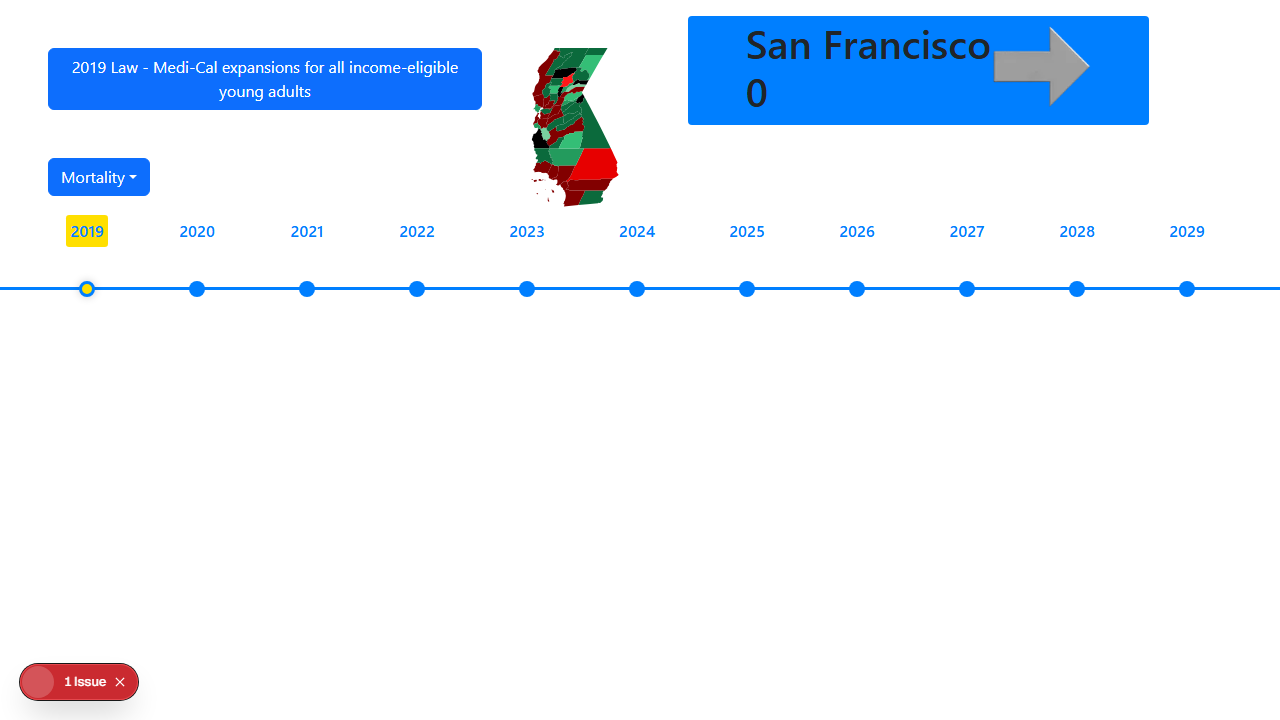 2019 Law - Medi-Cal expansions for all income-eligible
young adults
San Francisco
0
Mortality
2019 2020 2021 2022 2023 2024 2025 2026 2027 2028 2029
1 Issue